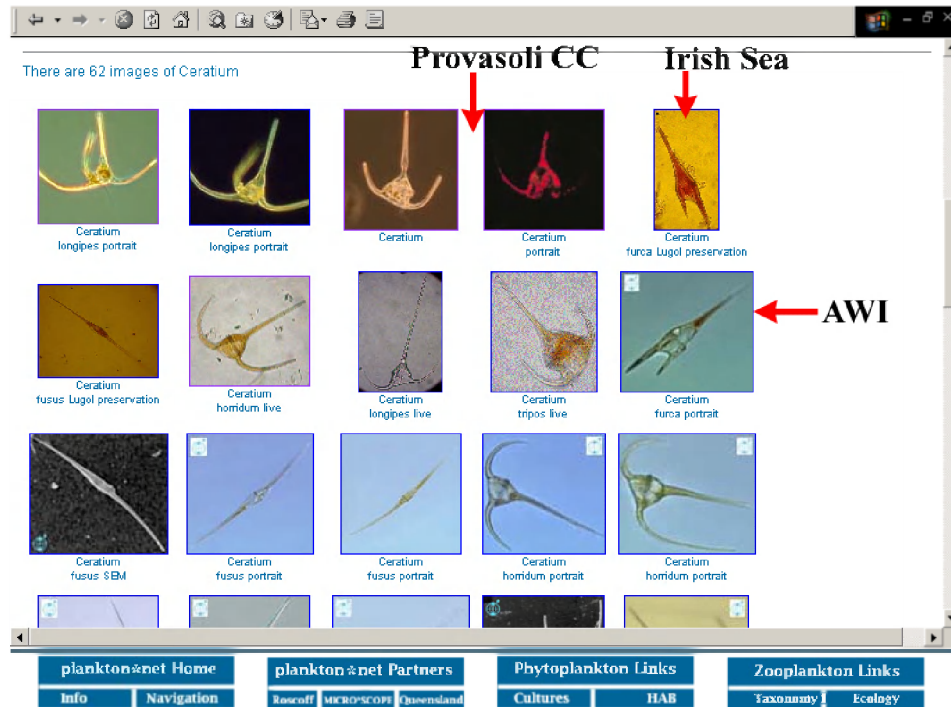 Provasoli CC
Irish Sea
There are 62 images of Ceratium
Ceratium
longipes portrait
Ceratium
longipes portrait
Ceratium
Ceratium
portrait
Ceratium
furca Lugol preservation
AWI
Ceratium
fusus Lugol preservation
Ceratium
horridum live
Ceratium
longipes live
Ceratium
tripos live
Ceratium
furca portrait
Ceratium
fusus SEM
Ceratium
fusus portrait
Ceratium
fusus portrait
Ceratium
horridum portrait
Ceratium
horridum portrait
plankton*net Home
plankton*net Partners
Phytoplankton Links
Zooplankton Links
Info
Navigation
Roscoff
MICRO*SCOPE
Queensland
Cultures
HAB
Taxonomy
Ecology